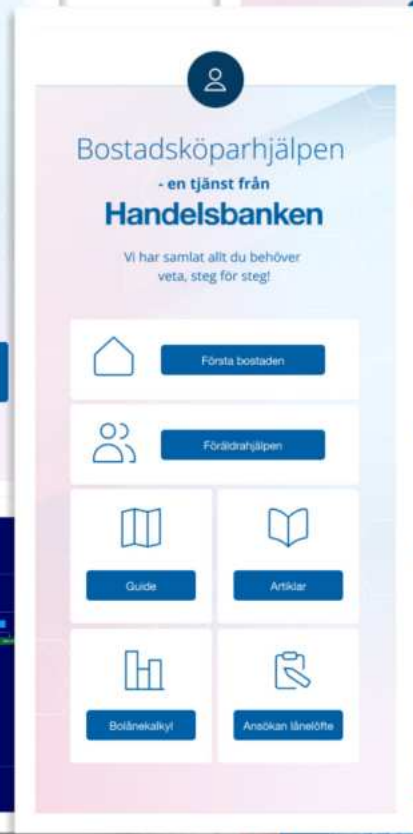 Bostadsköparhjälpen
- en tjänst från
Handelsbanken
Vi har samlat allt du behöver
veta, steg för steg!
Första bostaden
Föräldrahjälpen
Guide
Artiklar
Bolånekalkyl
Ansökan lånelöfte